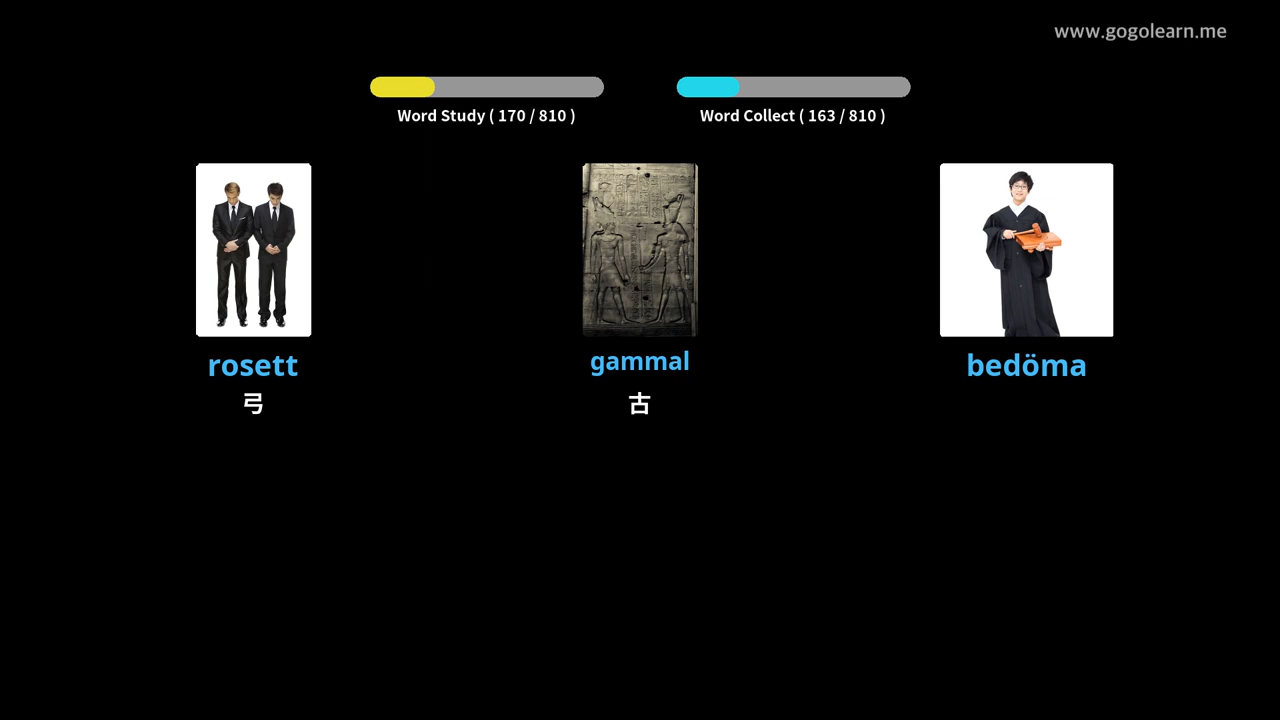 www.gogolearn.me
Word Study ( 170 / 810 )
Word Collect ( 163 / 810 )
rosett
弓
gammal
古
bedöma